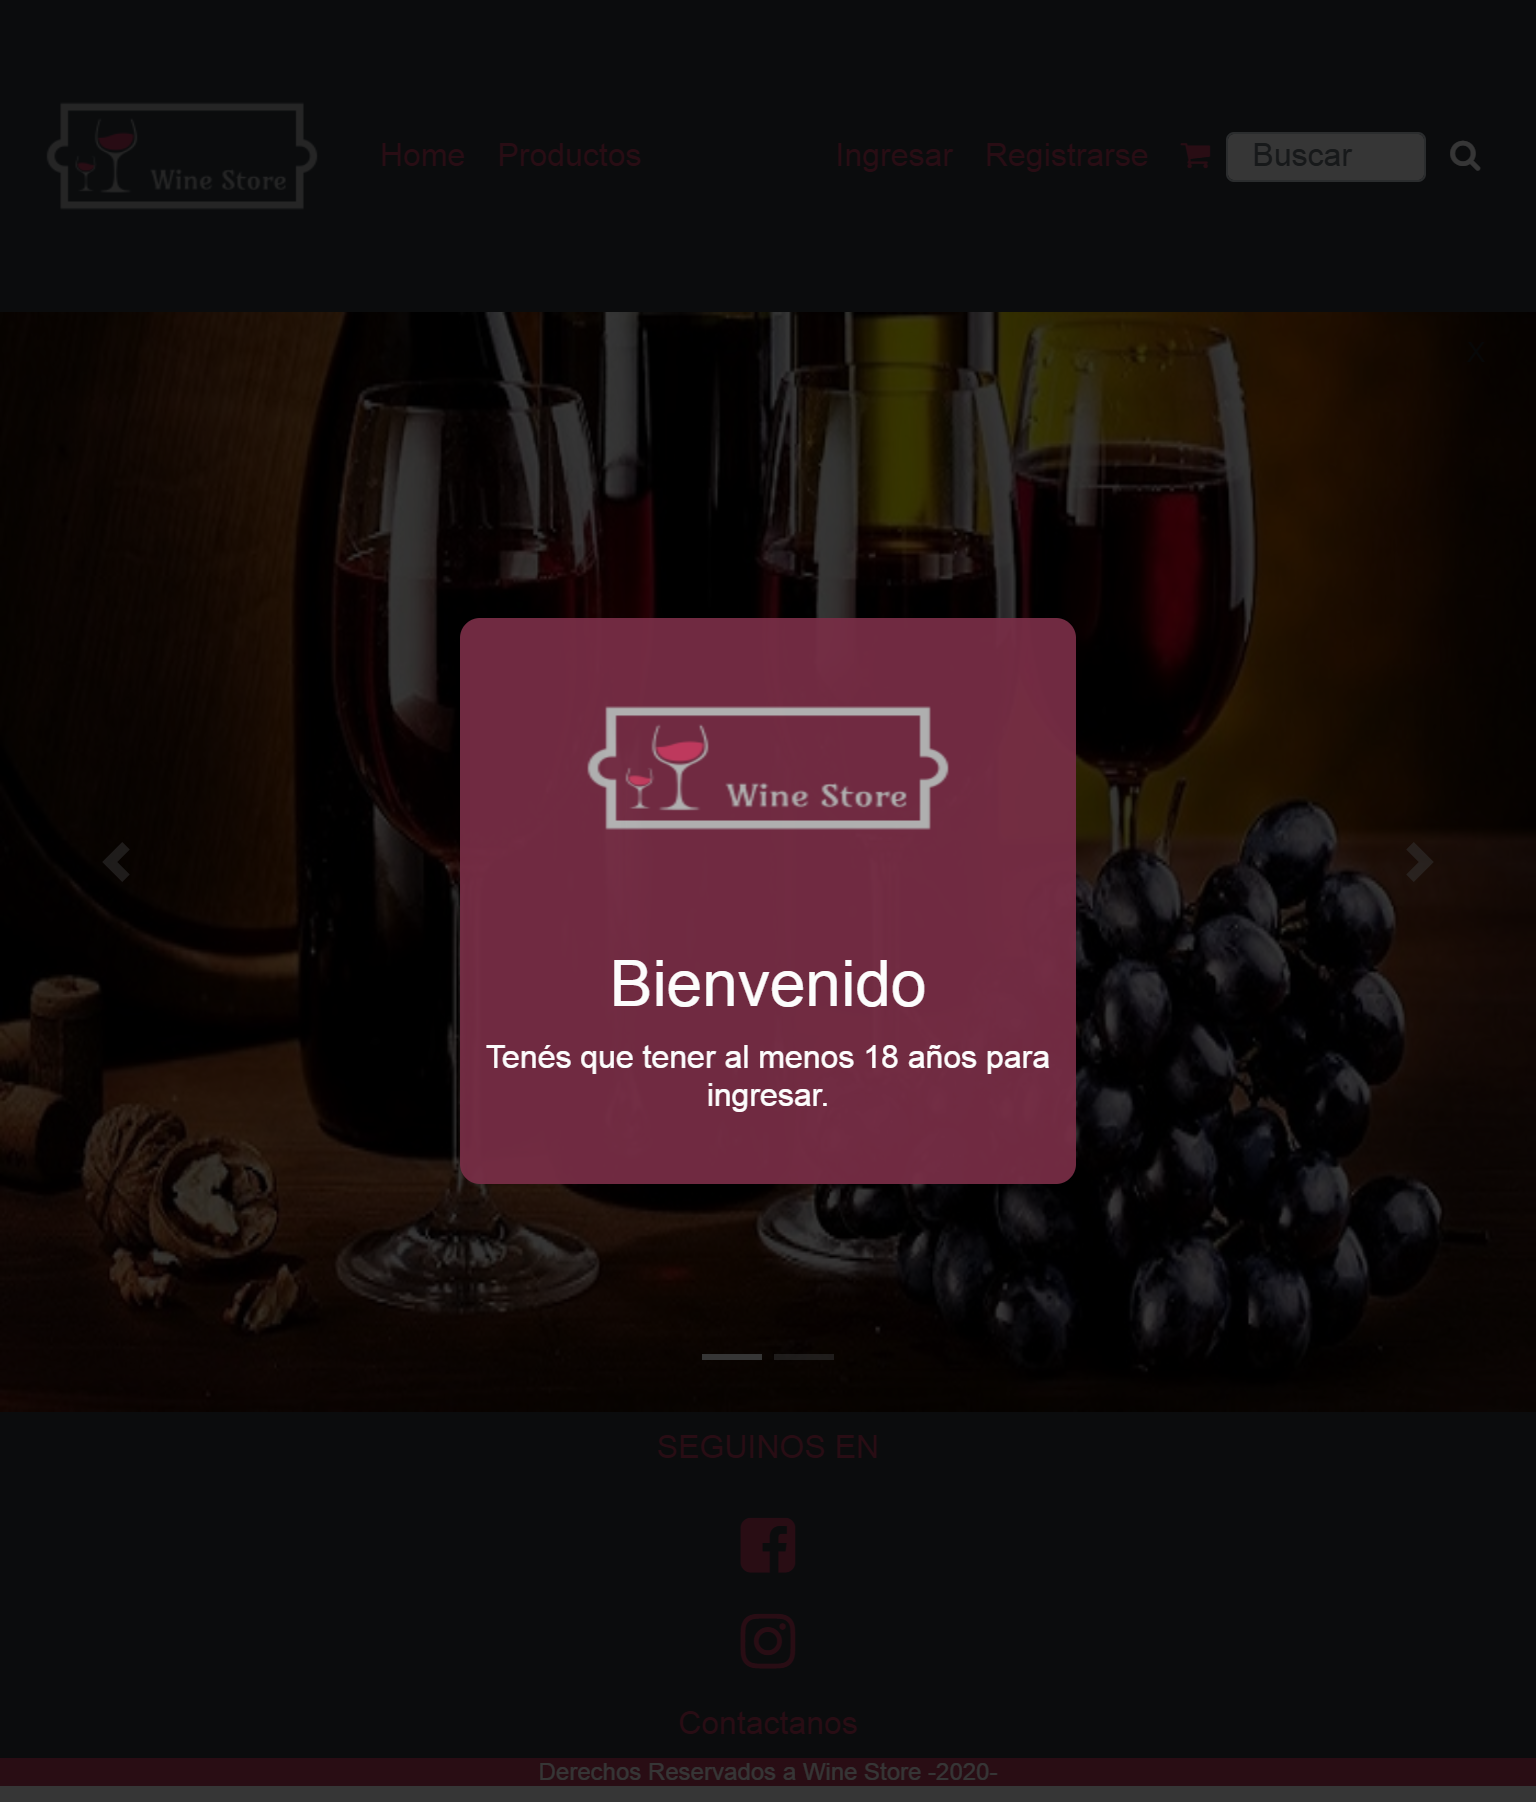 Wine Store
Home Productos Ingresar Registrarse Buscar
X
Wine Store
Bienvenido
Tenés que tener al menos 18 años para
ingresar.
SEGUINOS EN
Contactanos
Derechos Reservados a Wine Store -2020-